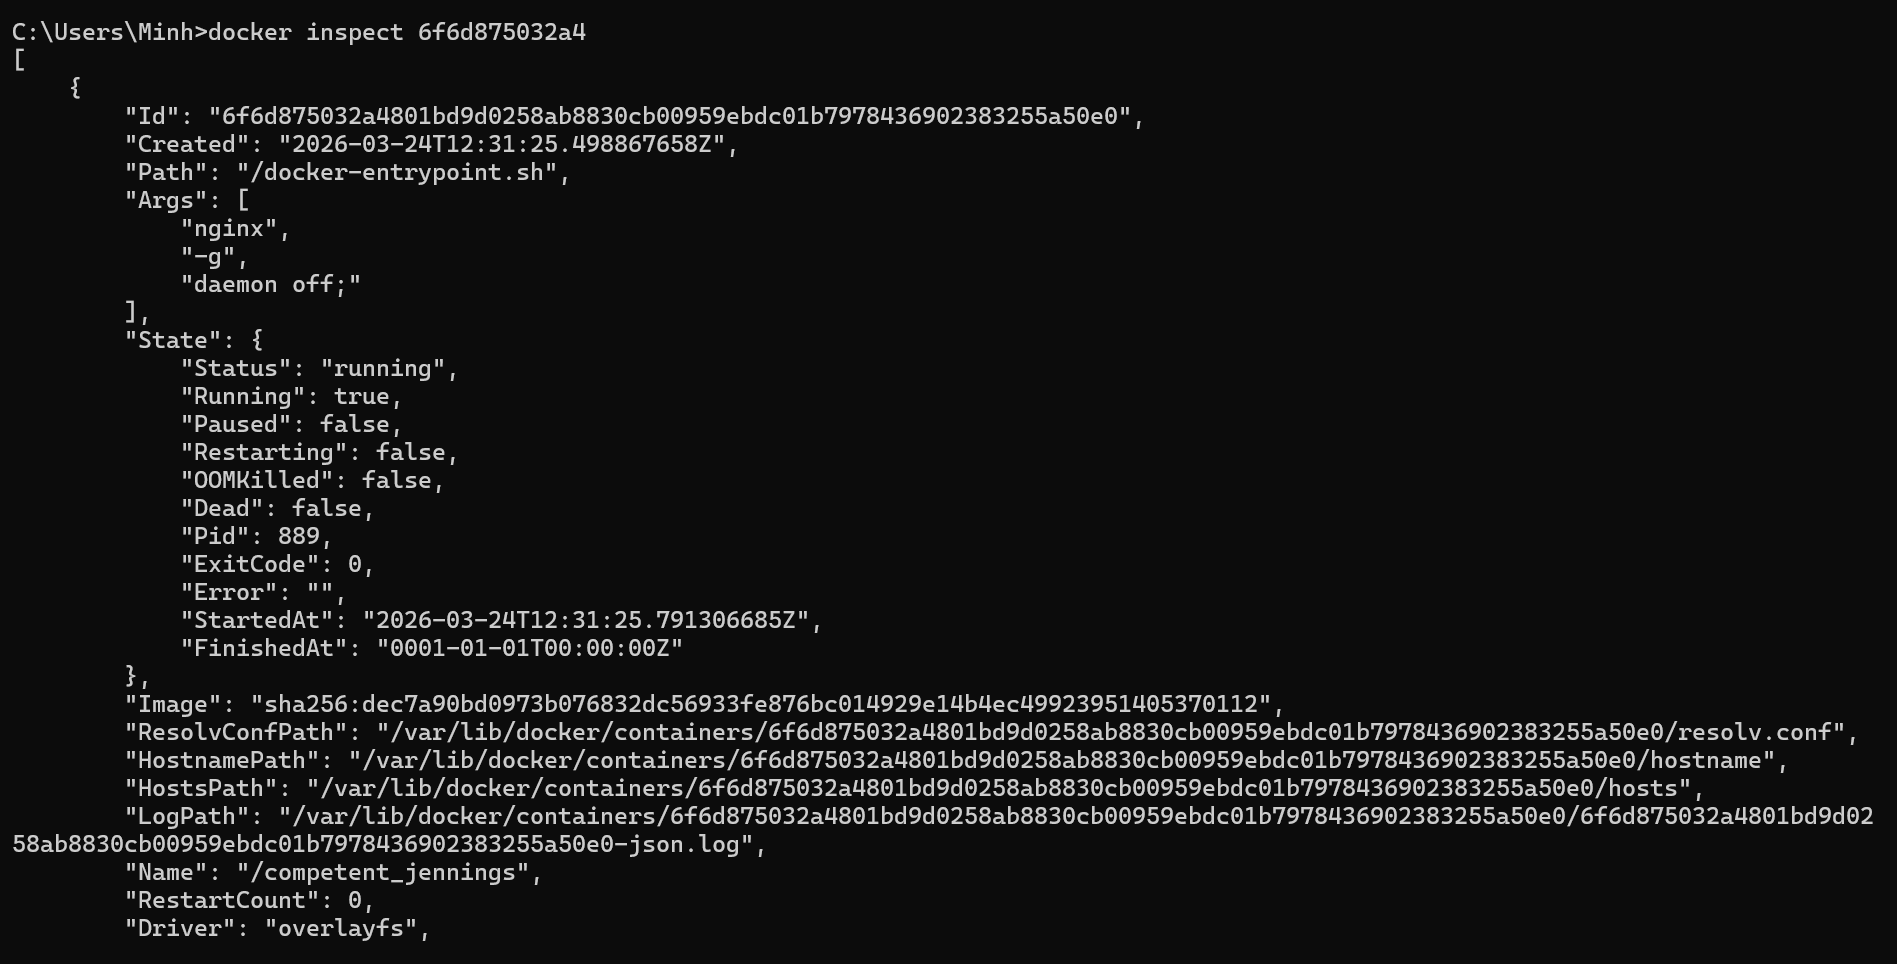 C:\Users\Minh>docker inspect 6f6d875032a4
[
    {
        "Id": "6f6d875032a4801bd9d0258ab8830cb00959ebdc01b7978436902383255a50e0",
        "Created": "2026-03-24T12:31:25.498867658Z",
        "Path": "/docker-entrypoint.sh",
        "Args": [
            "nginx",
            "-g",
            "daemon off;"
        ],
        "State": {
            "Status": "running",
            "Running": true,
            "Paused": false,
            "Restarting": false,
            "OOMKilled": false,
            "Dead": false,
            "Pid": 889,
            "ExitCode": 0,
            "Error": "",
            "StartedAt": "2026-03-24T12:31:25.791306685Z",
            "FinishedAt": "0001-01-01T00:00:00Z"
        },
        "Image": "sha256:dec7a90bd0973b076832dc56933fe876bc014929e14b4ec49923951405370112",
        "ResolvConfPath": "/var/lib/docker/containers/6f6d875032a4801bd9d0258ab8830cb00959ebdc01b7978436902383255a50e0/resolv.conf",
        "HostnamePath": "/var/lib/docker/containers/6f6d875032a4801bd9d0258ab8830cb00959ebdc01b7978436902383255a50e0/hostname",
        "HostsPath": "/var/lib/docker/containers/6f6d875032a4801bd9d0258ab8830cb00959ebdc01b7978436902383255a50e0/hosts",
        "LogPath": "/var/lib/docker/containers/6f6d875032a4801bd9d0258ab8830cb00959ebdc01b7978436902383255a50e0/6f6d875032a4801bd9d02
58ab8830cb00959ebdc01b7978436902383255a50e0-json.log",
        "Name": "/competent_jennings",
        "RestartCount": 0,
        "Driver": "overlayfs",